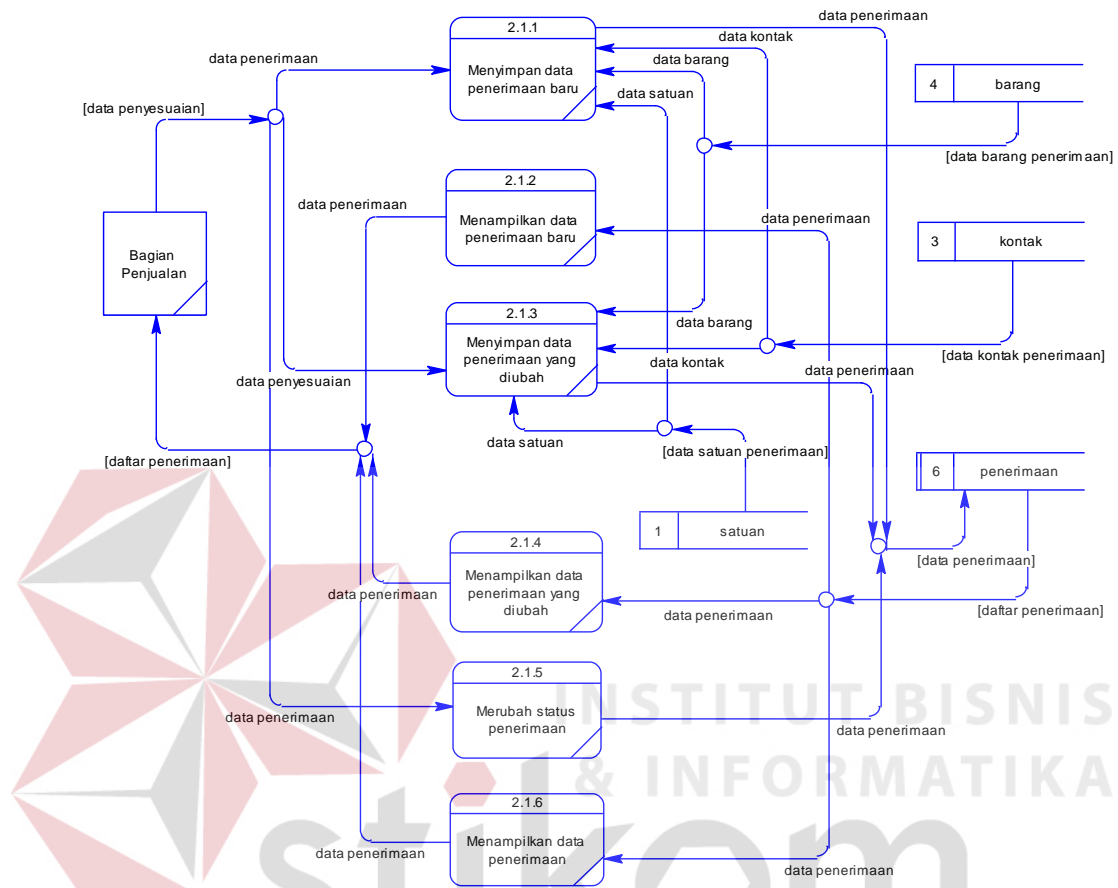 data penerimaan
2.1.1
data kontak
Menyimpan data
penerimaan baru
data penerimaan
data barang
4 barang
data satuan
[data penyesuaian]
[data barang penerimaan]
2.1.2
data penerimaan
data penerimaan
Menampilkan data
penerimaan baru
3 kontak
Bagian
Penjualan
2.1.3
data barang
Menyimpan data
penerimaan yang
diubah
[data kontak penerimaan]
data kontak
data penerimaan
data penyesuaian
data satuan
[data satuan penerimaan]
[daftar penerimaan]
6 penerimaan
1 satuan
2.1.4
[data penerimaan]
Menampilkan data
penerimaan yang
diubah
data penerimaan
data penerimaan
[daftar penerimaan]
2.1.5
INSTITUT BISNIS
Merubah status
penerimaan
data penerimaan
data penerimaan
& INFORMATIKA
2.1.6
stikom
Menampilkan data
penerimaan
data penerimaan
data penerimaan